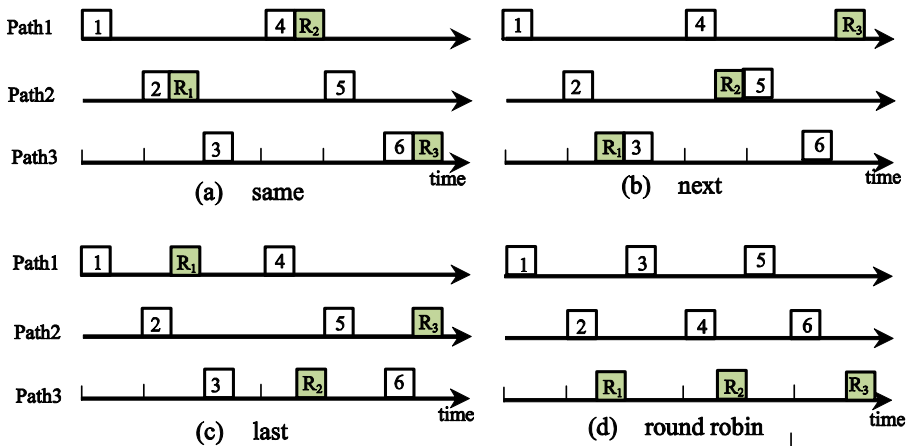 Path1 1 4 R₂ 1 4 R₃
Path2 2 R₁ 5 2 R₂ 5
Path3 3 6 R₃ R₁ 3 6
time time
(a) same (b) next
Path1 1 R₁ 4 1 3 5
Path2 2 5 R₃ 2 4 6
Path3 3 R₂ 6 R₁ R₂ R₃
time time
(c) last (d) round robin